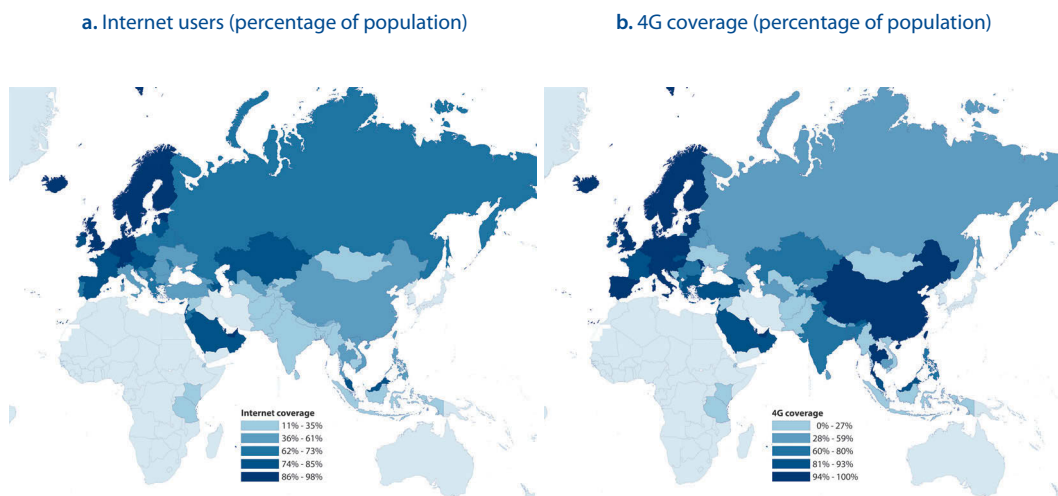 a. Internet users (percentage of population)
b. 4G coverage (percentage of population)
Internet coverage
11% - 35%
36% - 61%
62% - 73%
74% - 85%
86% - 98%
4G coverage
0% - 27%
28% - 59%
60% - 80%
81% - 93%
94% - 100%